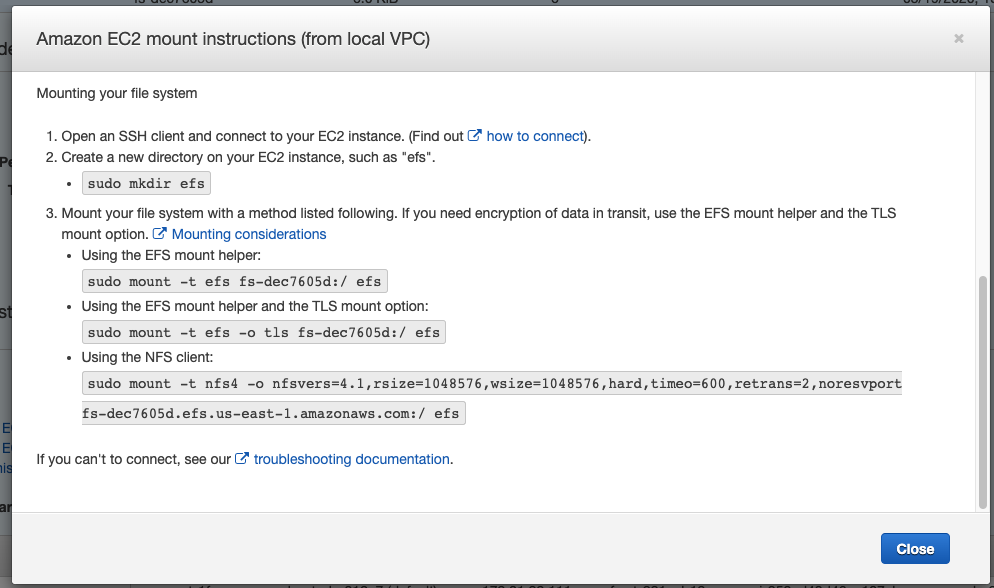 Amazon EC2 mount instructions (from local VPC)
×
Mounting your file system
1. Open an SSH client and connect to your EC2 instance. (Find out how to connect).
2. Create a new directory on your EC2 instance, such as "efs".
• sudo mkdir efs
3. Mount your file system with a method listed following. If you need encryption of data in transit, use the EFS mount helper and the TLS
mount option. Mounting considerations
• Using the EFS mount helper:
sudo mount -t efs fs-dec7605d:/ efs
• Using the EFS mount helper and the TLS mount option:
sudo mount -t efs -o tls fs-dec7605d:/ efs
• Using the NFS client:
sudo mount -t nfs4 -o nfsvers=4.1,rsize=1048576,wsize=1048576,hard,timeo=600,retrans=2,noresvport
fs-dec7605d.efs.us-east-1.amazonaws.com:/ efs
If you can't to connect, see our troubleshooting documentation.
Close